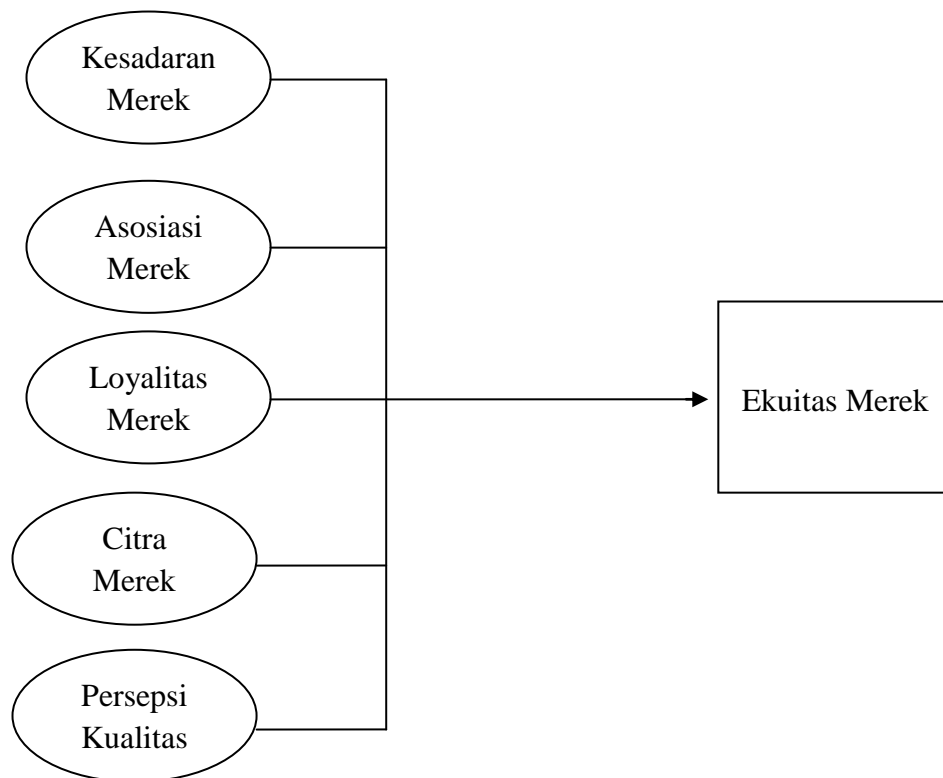 Kesadaran
Merek
Asosiasi
Merek
Loyalitas
Merek
Ekuitas Merek
Citra
Merek
Persepsi
Kualitas